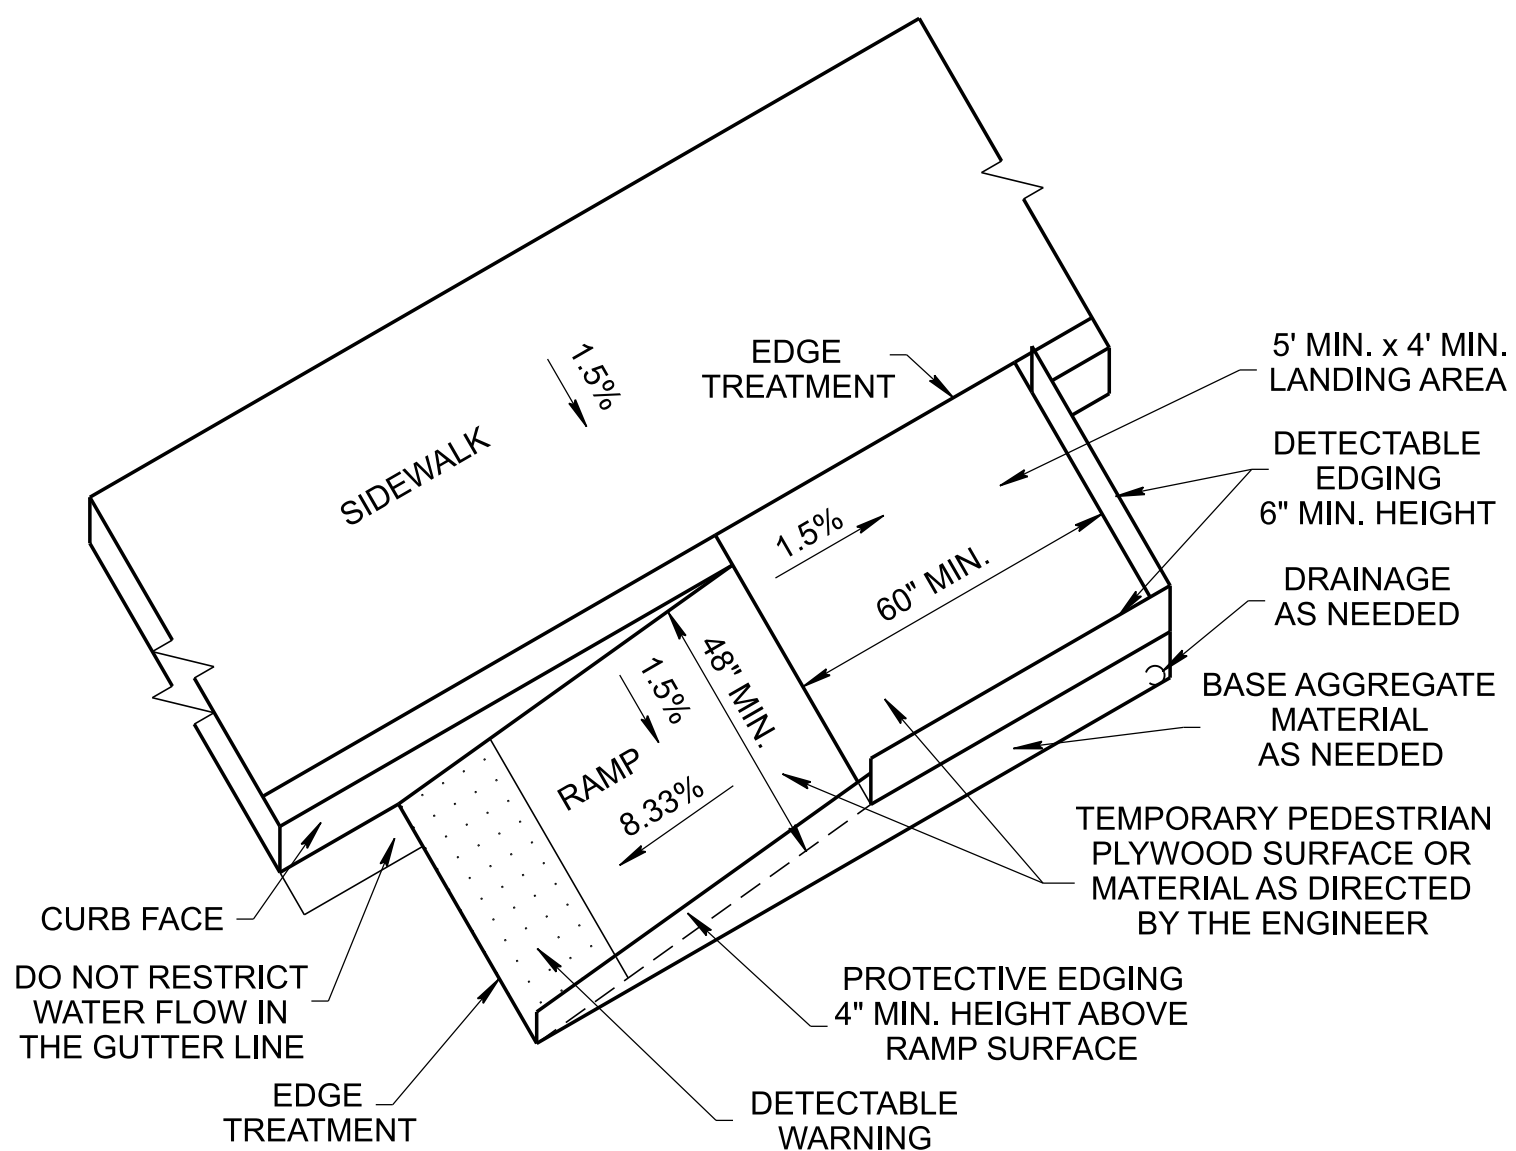 EDGE
TREATMENT
5' MIN. x 4' MIN.
LANDING AREA
1.5%
SIDEWALK
DETECTABLE
EDGING
6" MIN. HEIGHT
1.5%
60" MIN.
DRAINAGE
AS NEEDED
48" MIN.
1.5%
RAMP
8.33%
BASE AGGREGATE
MATERIAL
AS NEEDED
TEMPORARY PEDESTRIAN
PLYWOOD SURFACE OR
MATERIAL AS DIRECTED
BY THE ENGINEER
CURB FACE
DO NOT RESTRICT
WATER FLOW IN
THE GUTTER LINE
PROTECTIVE EDGING
4" MIN. HEIGHT ABOVE
RAMP SURFACE
EDGE
TREATMENT
DETECTABLE
WARNING